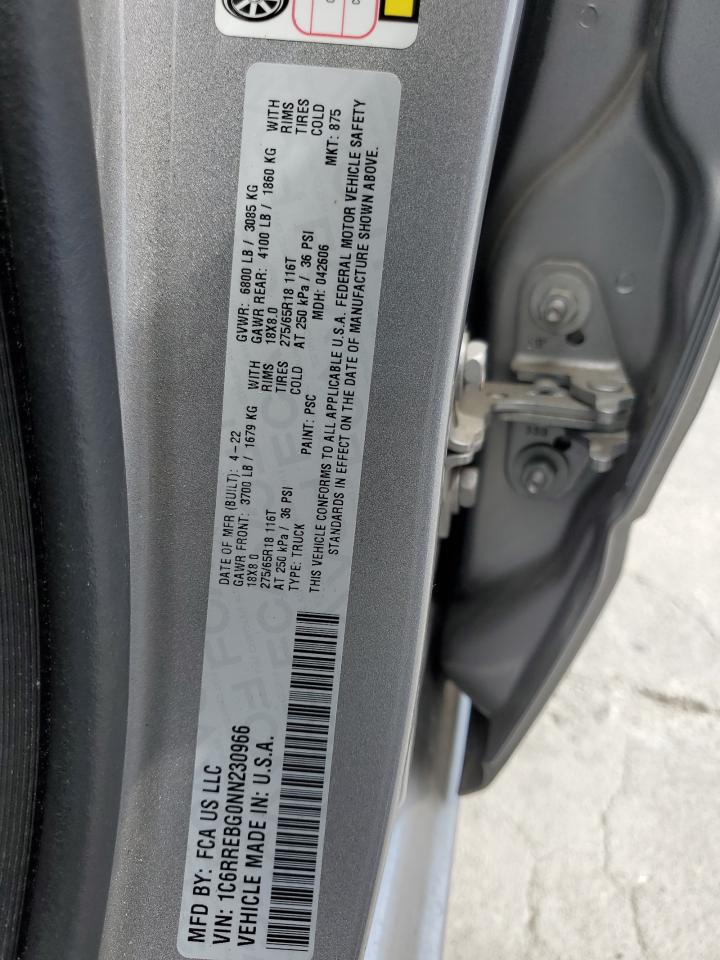 MFD BY: FCA US LLC
VIN: 1C6RREBG0NN230966
VEHICLE MADE IN: U.S.A.
DATE OF MFR (BUILT): 4-22
GAWR FRONT: 3700 LB / 1679 KG WITH
18X8.0 RIMS
275/65R18 116T TIRES
AT 250 kPa / 36 PSI COLD
TYPE: TRUCK PAINT: PSC
GVWR: 6800 LB / 3085 KG
GAWR REAR: 4100 LB / 1860 KG WITH
18X8.0 RIMS
275/65R18 116T TIRES
AT 250 kPa / 36 PSI COLD
MDH: 042606 MKT: 875
THIS VEHICLE CONFORMS TO ALL APPLICABLE U.S.A. FEDERAL MOTOR VEHICLE SAFETY
STANDARDS IN EFFECT ON THE DATE OF MANUFACTURE SHOWN ABOVE.